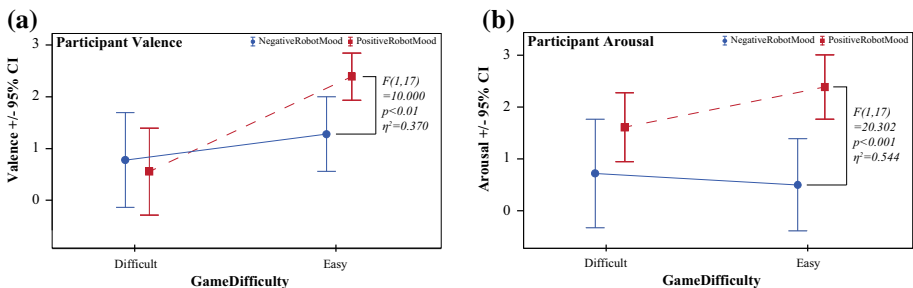 (a)
Participant Valence
NegativeRobotMood PositiveRobotMood
Valence +/- 95% CI
3
2
1
0
F(1,17)
=10.000
p<0.01
η²=0.370
Difficult Easy
GameDifficulty
(b)
Participant Arousal
NegativeRobotMood PositiveRobotMood
Arousal +/- 95% CI
3
2
1
0
F(1,17)
=20.302
p<0.001
η²=0.544
Difficult Easy
GameDifficulty